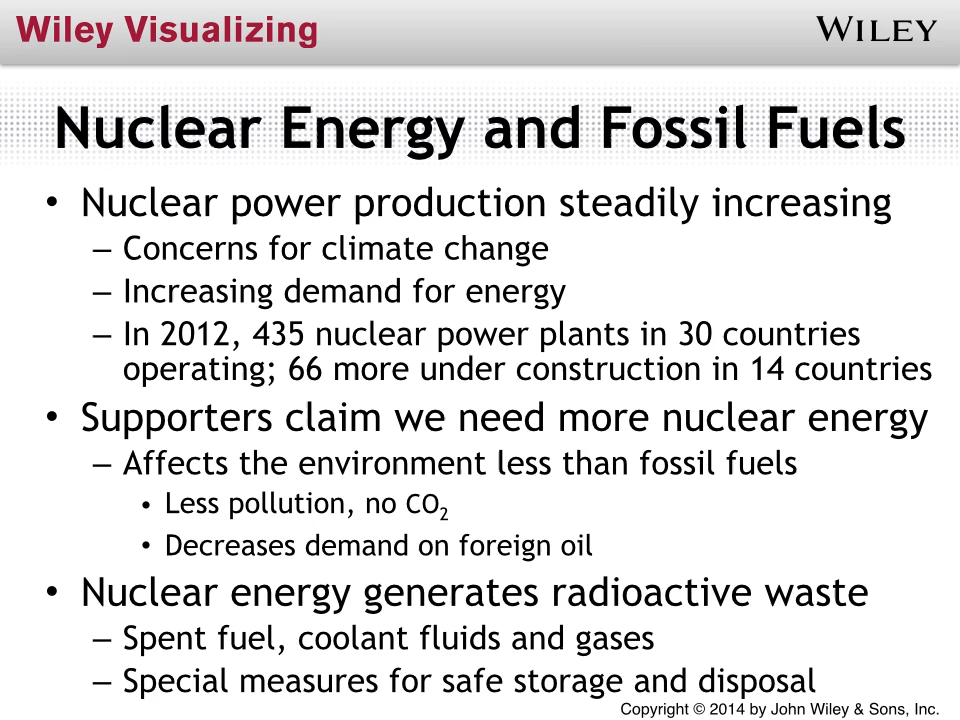 Wiley Visualizing
WILEY
Nuclear Energy and Fossil Fuels
• Nuclear power production steadily increasing
– Concerns for climate change
– Increasing demand for energy
– In 2012, 435 nuclear power plants in 30 countries
operating; 66 more under construction in 14 countries
• Supporters claim we need more nuclear energy
– Affects the environment less than fossil fuels
• Less pollution, no CO₂
• Decreases demand on foreign oil
• Nuclear energy generates radioactive waste
– Spent fuel, coolant fluids and gases
– Special measures for safe storage and disposal
Copyright © 2014 by John Wiley & Sons, Inc.